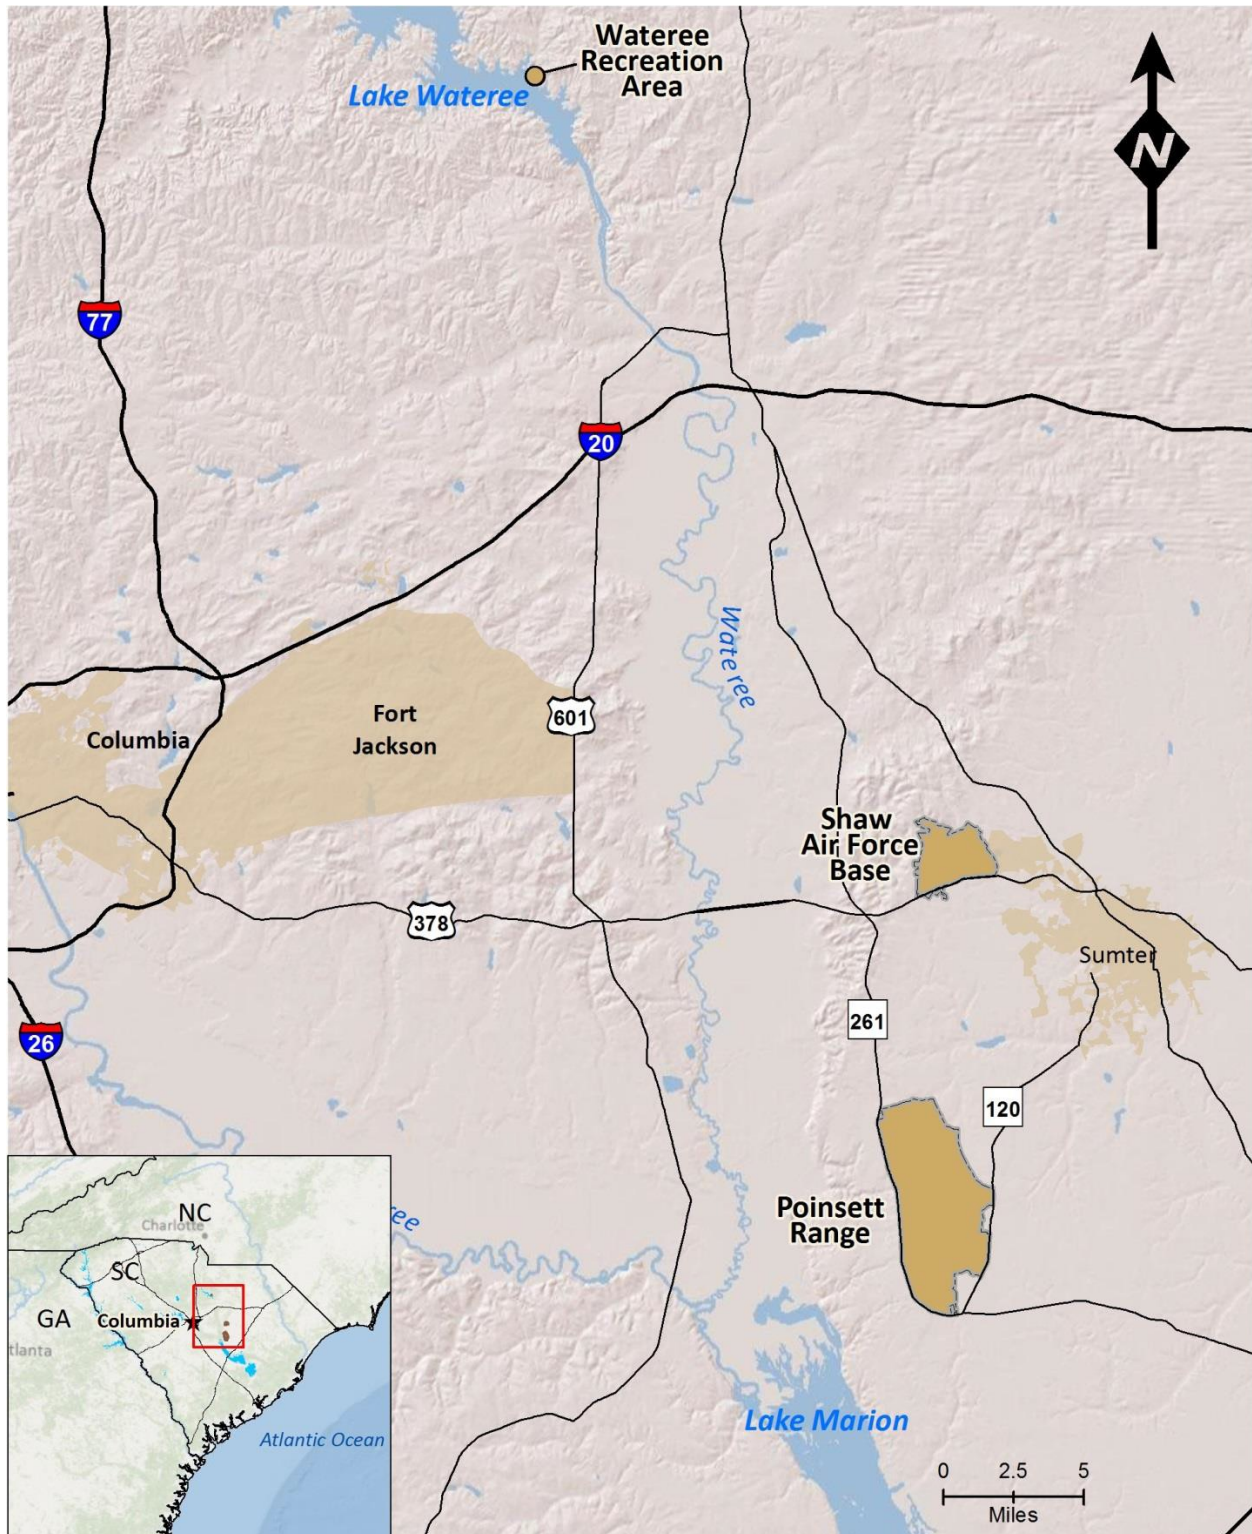 Wateree
Recreation
Area
Lake Wateree
N
77
20
Wateree
Fort
Jackson
601
Columbia
Shaw
Air Force
Base
378
Sumter
261
26
120
Poinsett
Range
ree
NC
Charlotte
SC
GA
Columbia
tlanta
Atlantic Ocean
Lake Marion
0 2.5 5
Miles